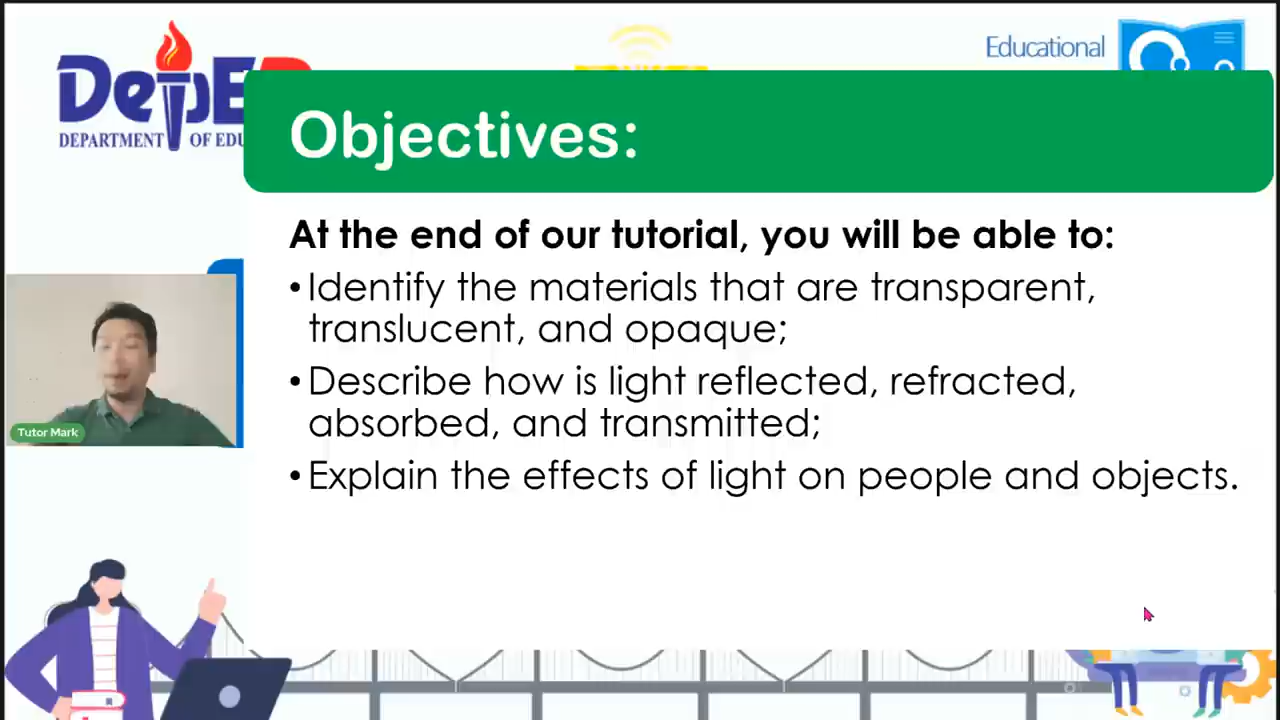 Educational
DepE
DEPARTMENT OF EDU
Objectives:
At the end of our tutorial, you will be able to:
•Identify the materials that are transparent,
translucent, and opaque;
•Describe how is light reflected, refracted,
absorbed, and transmitted;
•Explain the effects of light on people and objects.
Tutor Mark